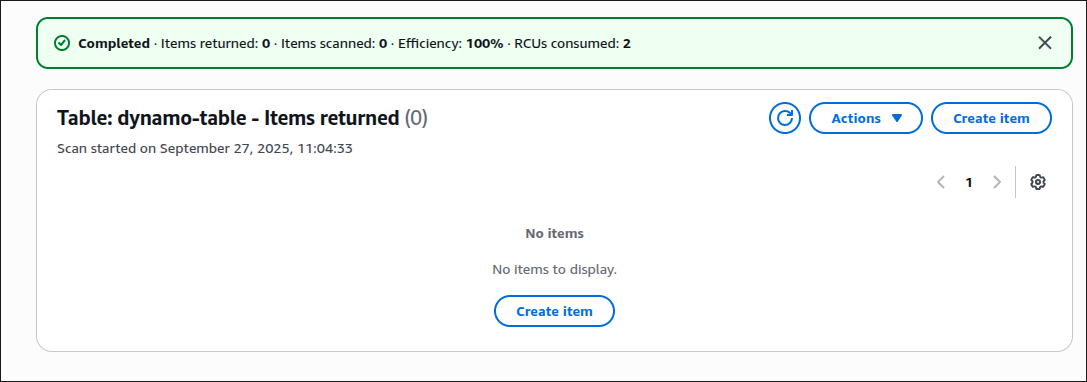 Completed · Items returned: 0 · Items scanned: 0 · Efficiency: 100% · RCUs consumed: 2
Table: dynamo-table - Items returned (0)
Actions
Create item
Scan started on September 27, 2025, 11:04:33
1
No items
No items to display.
Create item